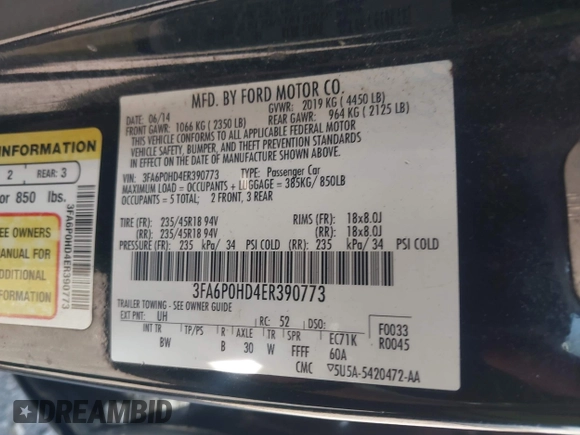 MFD. BY FORD MOTOR CO.
06/14 GVWR: 2019 KG ( 4450 LB)
FRONT GAWR: 1066 KG ( 2350 LB) REAR GAWR: 964 KG ( 2125 LB)
THIS VEHICLE CONFORMS TO ALL APPLICABLE FEDERAL MOTOR
VEHICLE SAFETY, BUMPER, AND THEFT PREVENTION STANDARDS
IN EFFECT ON THE DATE OF MANUFACTURE SHOWN ABOVE.
VIN: 3FA6P0HD4ER390773 TYPE: Passenger Car
MAXIMUM LOAD = OCCUPANTS + LUGGAGE = 385KG/ 850LB
OCCUPANTS = 5 TOTAL; 2 FRONT, 3 REAR
TIRE (FR): 235/45R18 94V RIMS (FR): 18x8.0J
(RR): 235/45R18 94V (RR): 18x8.0J
PRESSURE (FR): 235 kPa/ 34 PSI COLD (RR): 235 kPa/ 34 PSI COLD
3FA6P0HD4ER390773
TRAILER TOWING - SEE OWNER GUIDE
EXT PNT: UH RC: 52 DSO: F0033
INT TR TP/PS R AXLE TR SPR EC71K R0045
BW B 30 W FFFF 60A
CMC ▽5U5A-5420472-AA
INFORMATION
2 REAR: 3
or 850 lbs.
EE OWNERS
MANUAL FOR
ADDITIONAL
INFORMATION
3FA6P0HD4ER390773
DREAMBID